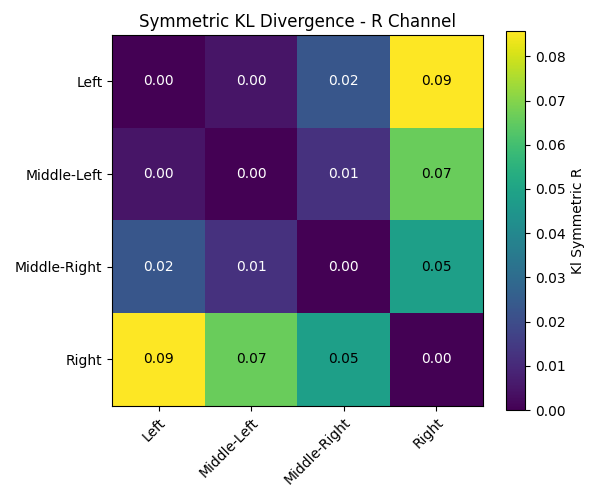 Symmetric KL Divergence - R Channel
Left 0.00 0.00 0.02 0.09
Middle-Left 0.00 0.00 0.01 0.07
Middle-Right 0.02 0.01 0.00 0.05
Right 0.09 0.07 0.05 0.00
Left Middle-Left Middle-Right Right
0.08
0.07
0.06
0.05
0.04
0.03
0.02
0.01
0.00
Kl Symmetric R